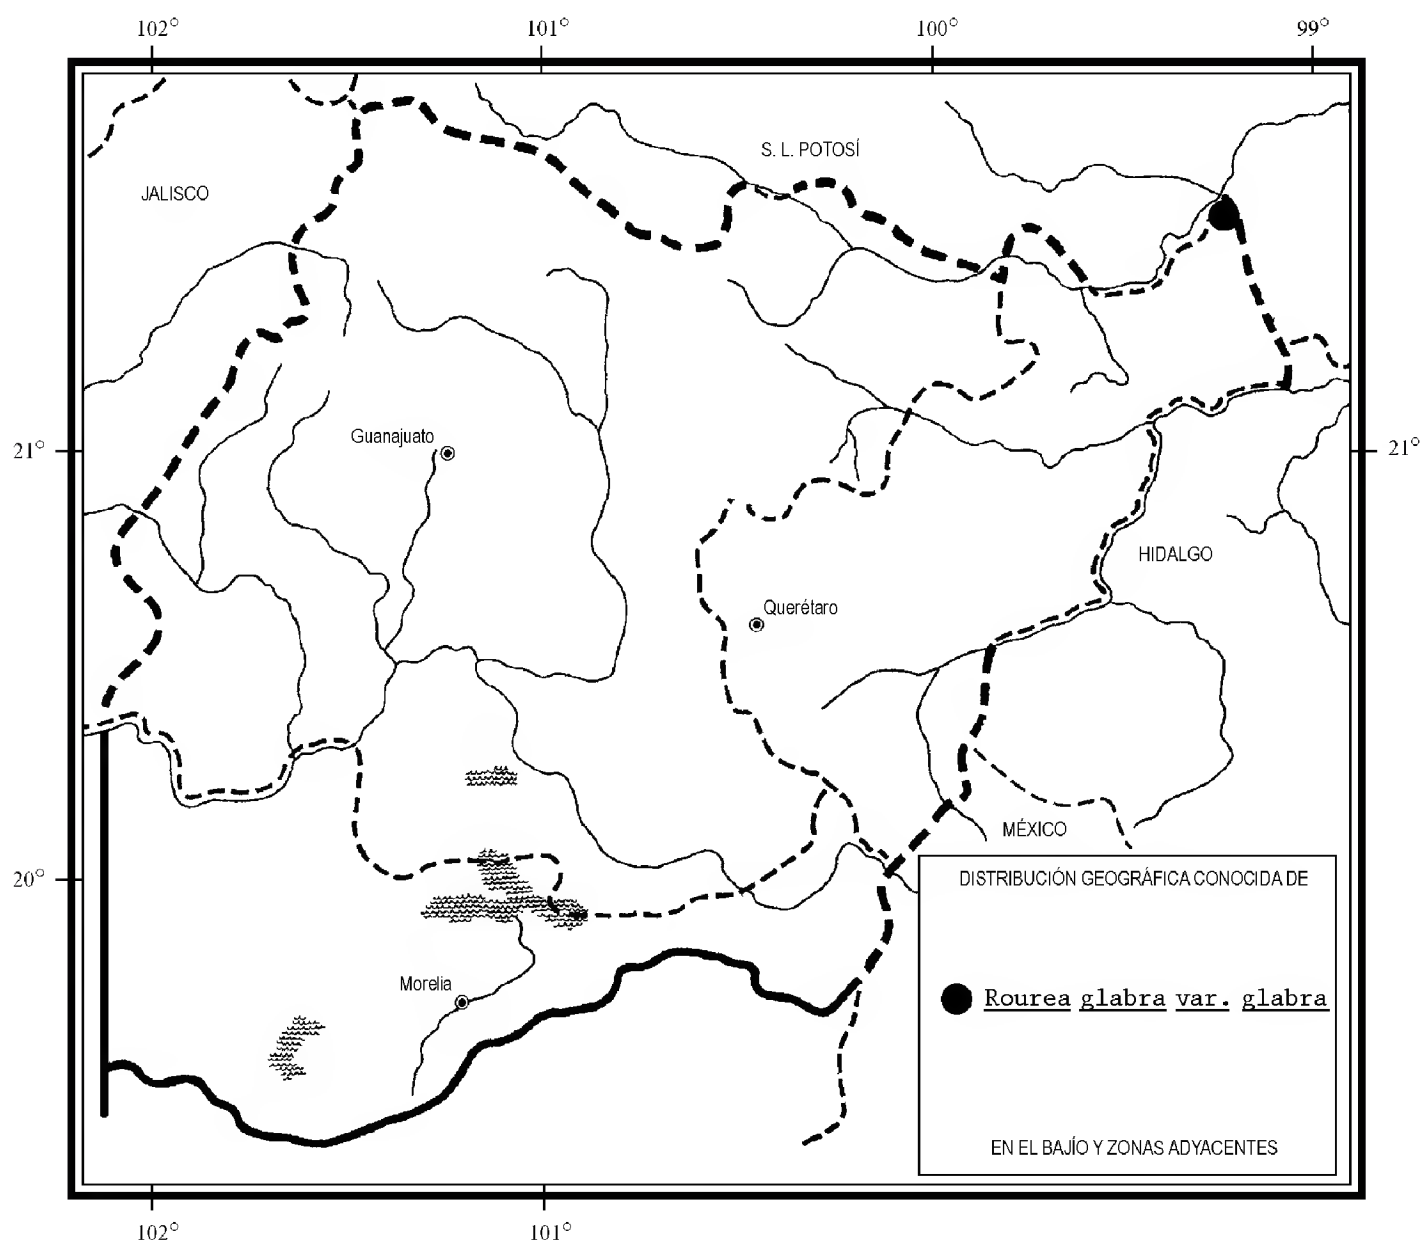 102° 101° 100° 99°
S. L. POTOSÍ
JALISCO
Guanajuato
21° 21°
HIDALGO
Querétaro
MÉXICO
20°
DISTRIBUCIÓN GEOGRÁFICA CONOCIDA DE
Morelia
Rourea glabra var. glabra
EN EL BAJÍO Y ZONAS ADYACENTES
102° 101°